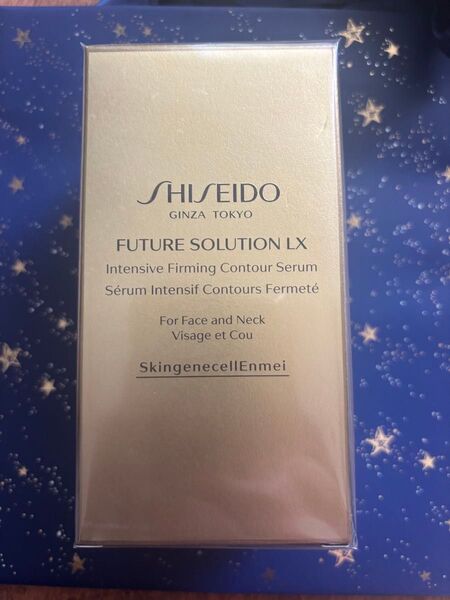 SHISEIDO
GINZA TOKYO
FUTURE SOLUTION LX
Intensive Firming Contour Serum
Sérum Intensif Contours Fermeté
For Face and Neck
Visage et Cou
SkingenecellEnmei